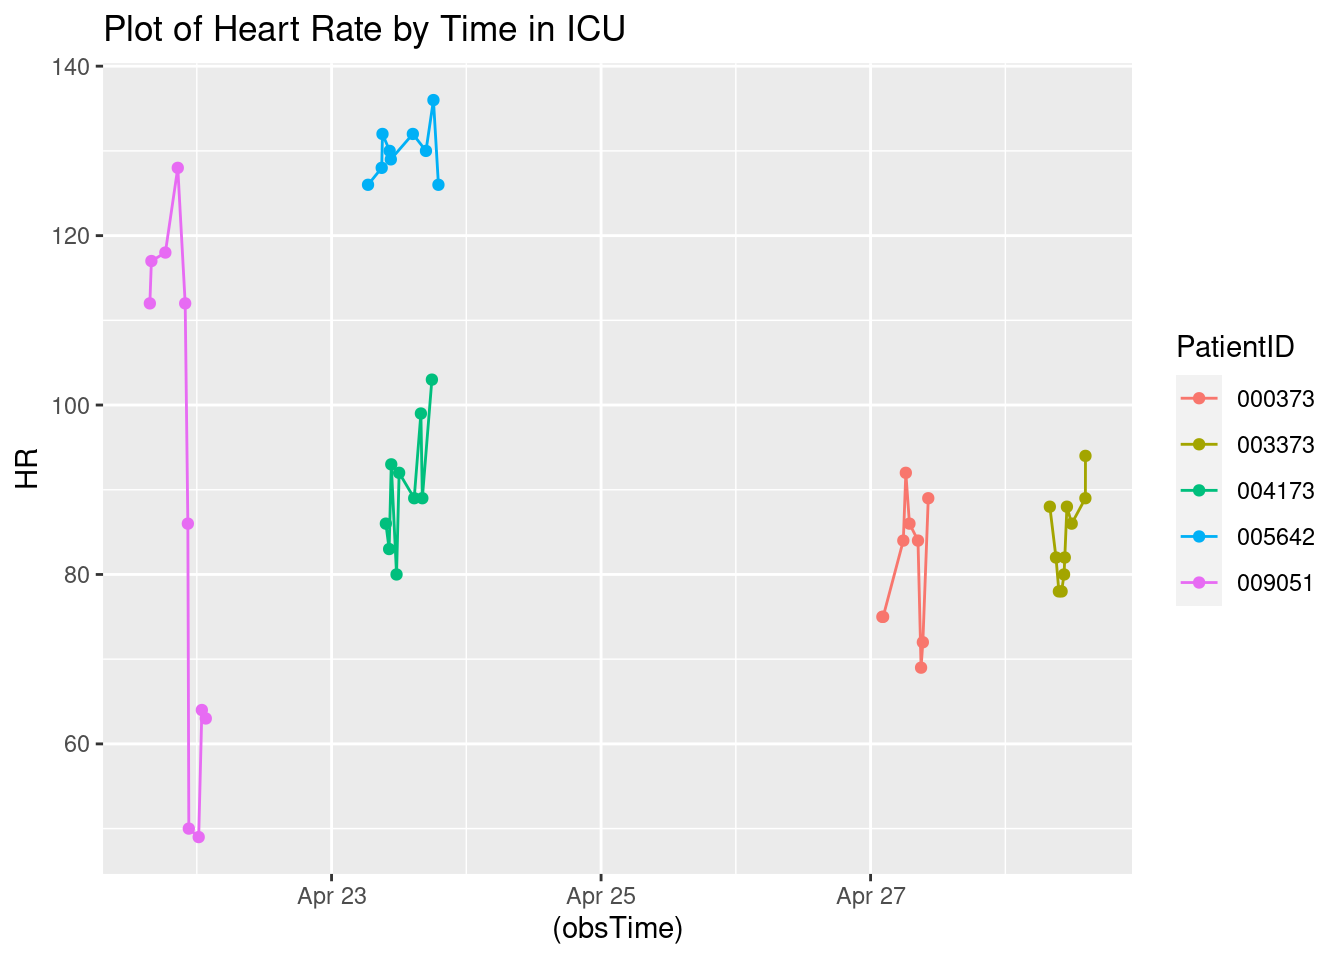 Plot of Heart Rate by Time in ICU
140
120
100
80
60
HR
Apr 23
Apr 25
Apr 27
(obsTime)
PatientID
000373
003373
004173
005642
009051